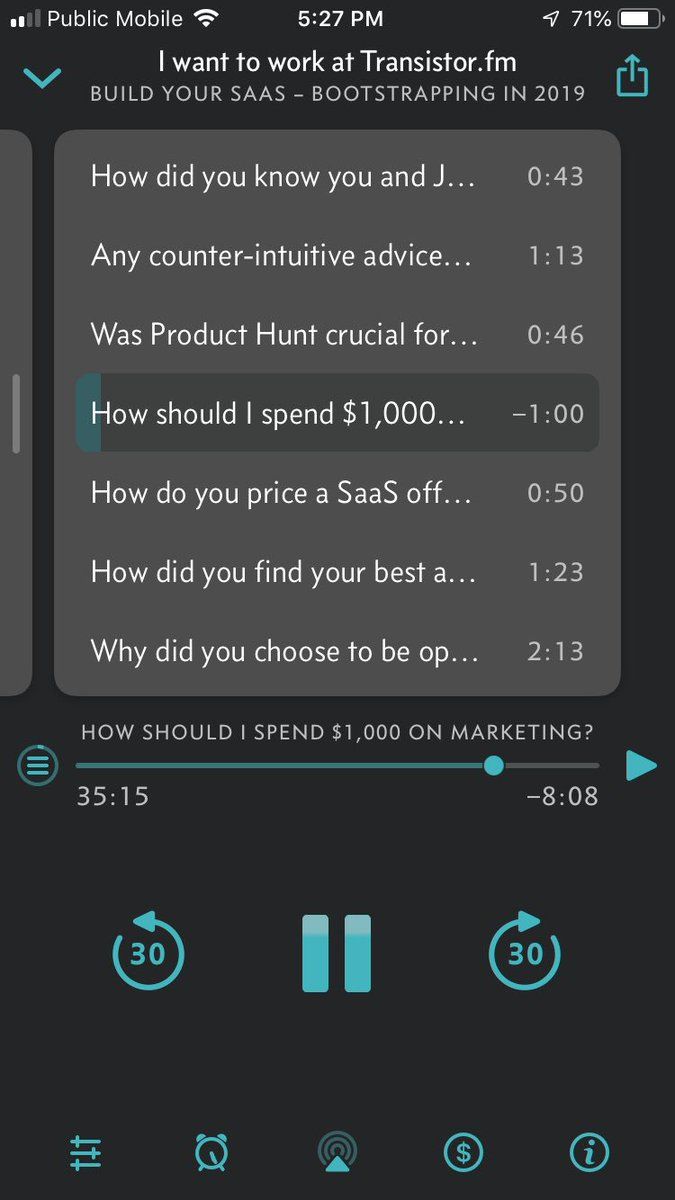 Public Mobile 5:27 PM 71%
I want to work at Transistor.fm
BUILD YOUR SAAS – BOOTSTRAPPING IN 2019
How did you know you and J... 0:43
Any counter-intuitive advice... 1:13
Was Product Hunt crucial for... 0:46
How should I spend $1,000... –1:00
How do you price a SaaS off... 0:50
How did you find your best a... 1:23
Why did you choose to be op... 2:13
HOW SHOULD I SPEND $1,000 ON MARKETING?
35:15 –8:08
30 30
$ i